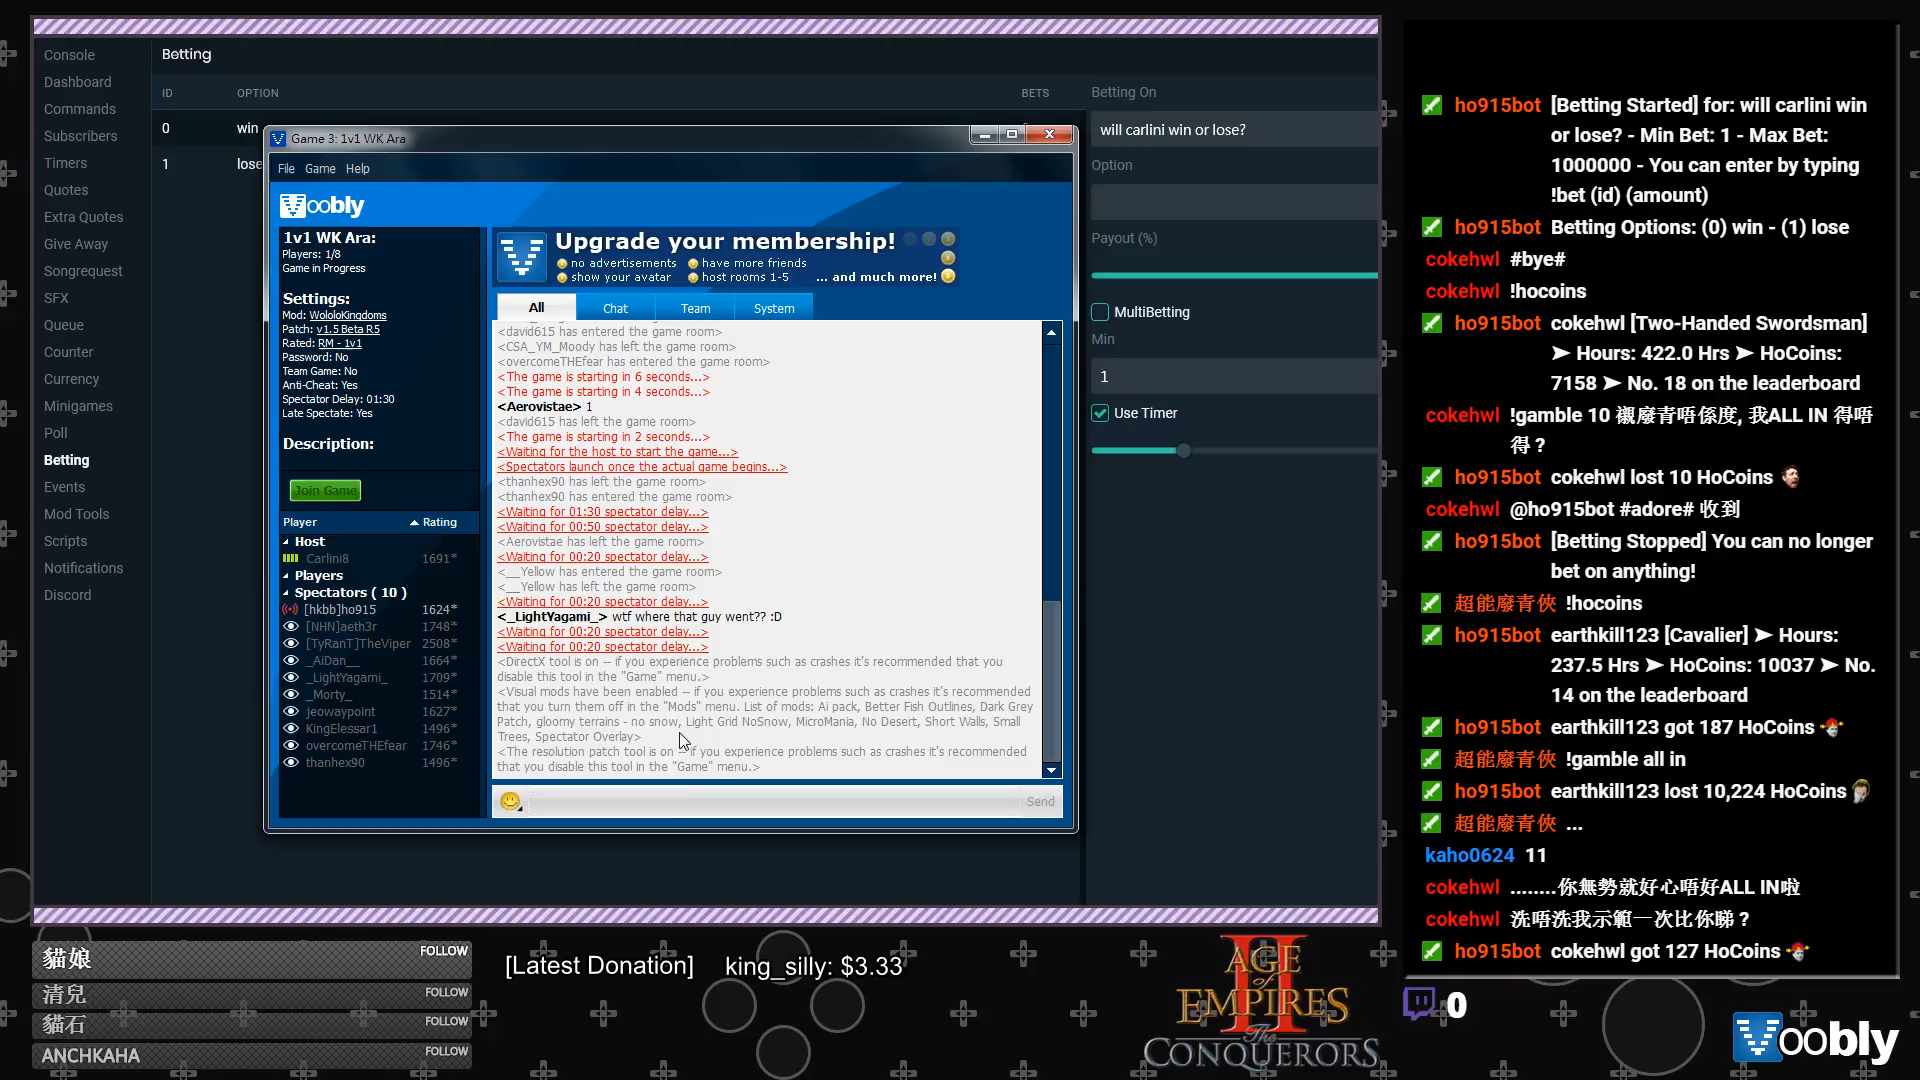 Console
Dashboard
Commands
Subscribers
Timers
Quotes
Extra Quotes
Give Away
Songrequest
SFX
Queue
Counter
Currency
Minigames
Poll
Betting
Events
Mod Tools
Scripts
Notifications
Discord
Betting
ID OPTION BETS
0 win
1 lose
Betting On
will carlini win or lose?
Option
Payout (%)
MultiBetting
Min
1
Use Timer
Game 3: 1v1 WK Ara
File Game Help
Voobly
1v1 WK Ara:
Players: 1/8
Game in Progress
Settings:
Mod: WololoKingdoms
Patch: v1.5 Beta R5
Rated: RM - 1v1
Password: No
Team Game: No
Anti-Cheat: Yes
Spectator Delay: 01:30
Late Spectate: Yes
Description:
Join Game
Player Rating
Host
Carlini8 1691*
Players
Spectators ( 10 )
[hkbb]ho915 1624*
[NHN]aeth3r 1748*
[TyRanT]TheViper 2508*
_AiDan__ 1664*
_LightYagami_ 1709*
_Morty_ 1514*
jeowaypoint 1627*
KingElessar1 1496*
overcomeTHEfear 1746*
thanhex90 1496*
Upgrade your membership!
no advertisements have more friends
show your avatar host rooms 1-5 ... and much more!
All Chat Team System
<david615 has entered the game room>
<CSA_YM_Moody has left the game room>
<overcomeTHEfear has entered the game room>
<The game is starting in 6 seconds...>
<The game is starting in 4 seconds...>
<Aerovistae> 1
<david615 has left the game room>
<The game is starting in 2 seconds...>
<Waiting for the host to start the game...>
<Spectators launch once the actual game begins...>
<thanhex90 has left the game room>
<thanhex90 has entered the game room>
<Waiting for 01:30 spectator delay...>
<Waiting for 00:50 spectator delay...>
<Aerovistae has left the game room>
<Waiting for 00:20 spectator delay...>
<__Yellow has entered the game room>
<__Yellow has left the game room>
<Waiting for 00:20 spectator delay...>
<_LightYagami_> wtf where that guy went?? :D
<Waiting for 00:20 spectator delay...>
<Waiting for 00:20 spectator delay...>
<DirectX tool is on -- if you experience problems such as crashes it's recommended that you
disable this tool in the "Game" menu.>
<Visual mods have been enabled -- if you experience problems such as crashes it's recommended
that you turn them off in the "Mods" menu. List of mods: Ai pack, Better Fish Outlines, Dark Grey
Patch, gloomy terrains - no snow, Light Grid NoSnow, MicroMania, No Desert, Short Walls, Small
Trees, Spectator Overlay>
<The resolution patch tool is on -- if you experience problems such as crashes it's recommended
that you disable this tool in the "Game" menu.>
Send
ho915bot [Betting Started] for: will carlini win
or lose? - Min Bet: 1 - Max Bet:
1000000 - You can enter by typing
!bet (id) (amount)
ho915bot Betting Options: (0) win - (1) lose
cokehwl #bye#
cokehwl !hocoins
ho915bot cokehwl [Two-Handed Swordsman]
➤ Hours: 422.0 Hrs ➤ HoCoins:
7158 ➤ No. 18 on the leaderboard
cokehwl !gamble 10 襯廢青唔係度, 我ALL IN 得唔
得 ?
ho915bot cokehwl lost 10 HoCoins
cokehwl @ho915bot #adore# 收到
ho915bot [Betting Stopped] You can no longer
bet on anything!
超能廢青俠 !hocoins
ho915bot earthkill123 [Cavalier] ➤ Hours:
237.5 Hrs ➤ HoCoins: 10037 ➤ No.
14 on the leaderboard
ho915bot earthkill123 got 187 HoCoins
超能廢青俠 !gamble all in
ho915bot earthkill123 lost 10,224 HoCoins
超能廢青俠 ...
kaho0624 11
cokehwl ........你無勢就好心唔好ALL IN啦
cokehwl 洗唔洗我示範一次比你睇 ?
ho915bot cokehwl got 127 HoCoins
貓娘 FOLLOW
清兒 FOLLOW
貓石 FOLLOW
ANCHKAHA FOLLOW
[Latest Donation] king_silly: $3.33
AGE
of
EMPIRES
II
The
CONQUERORS
0
Voobly